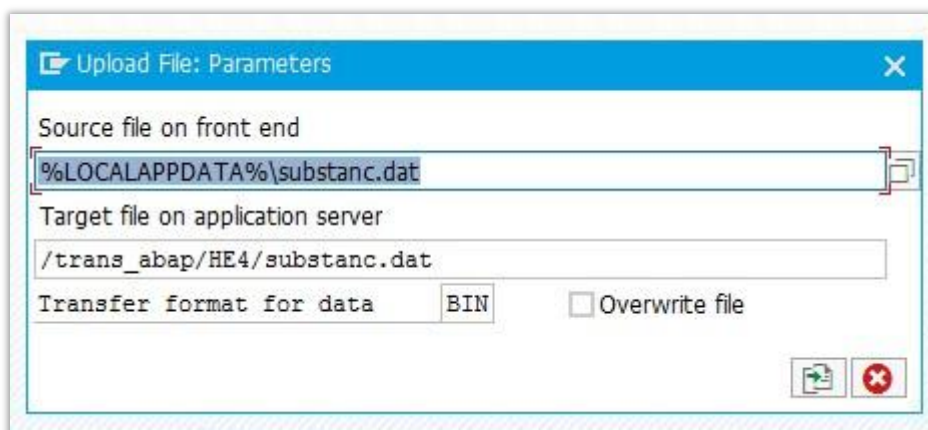 Upload File: Parameters
Source file on front end
%LOCALAPPDATA%\substanc.dat
Target file on application server
/trans_abap/HE4/substanc.dat
Transfer format for data BIN Overwrite file